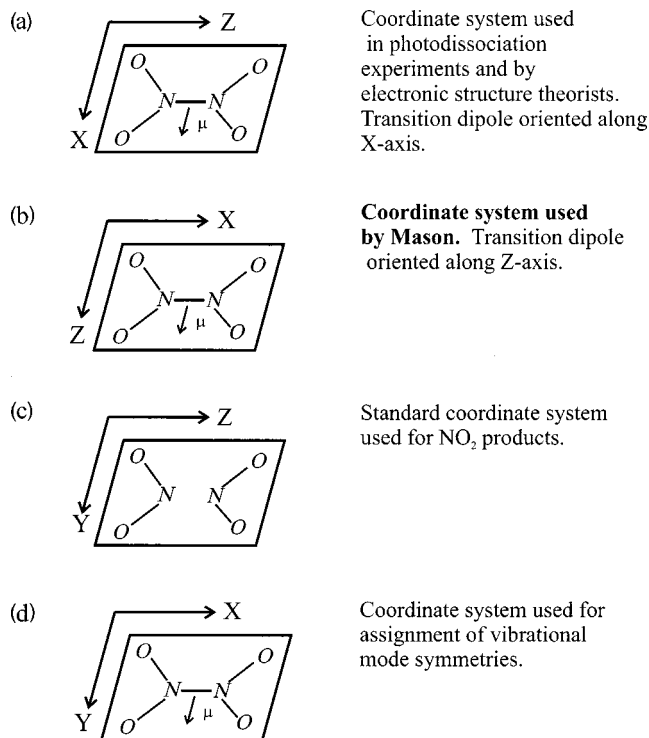 (a)
Z
O
O
N
N
O
μ
O
X
Coordinate system used
in photodissociation
experiments and by
electronic structure theorists.
Transition dipole oriented along
X-axis.
(b)
X
O
O
N
N
O
μ
O
Z
Coordinate system used
by Mason. Transition dipole
oriented along Z-axis.
(c)
Z
O
O
N
N
O
O
Y
Standard coordinate system
used for NO₂ products.
(d)
X
O
O
N
N
O
μ
O
Y
Coordinate system used for
assignment of vibrational
mode symmetries.